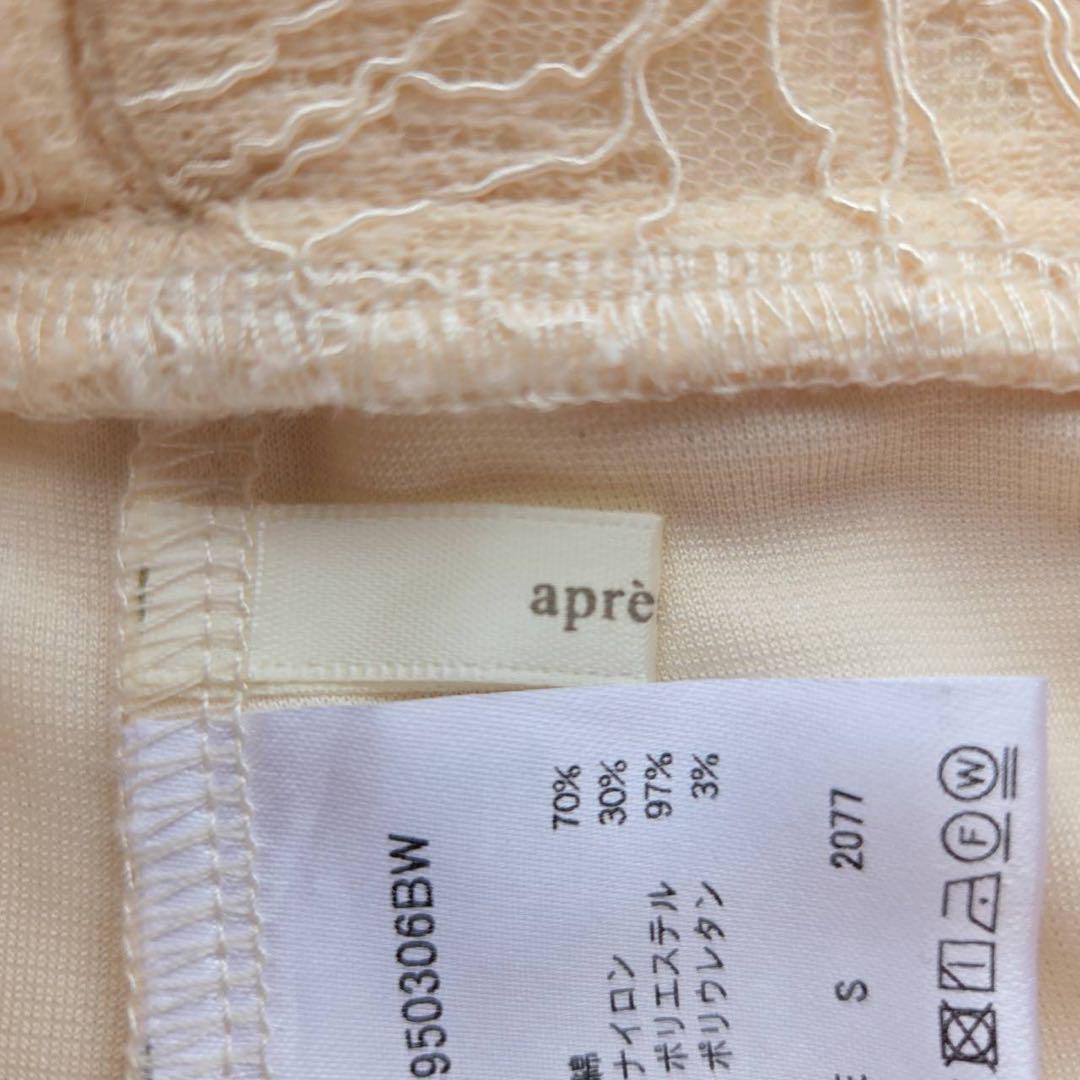 aprè
950306BW
綿 70%
ナイロン 30%
ポリエステル 97%
ポリウレタン 3%
S 2077
W
F